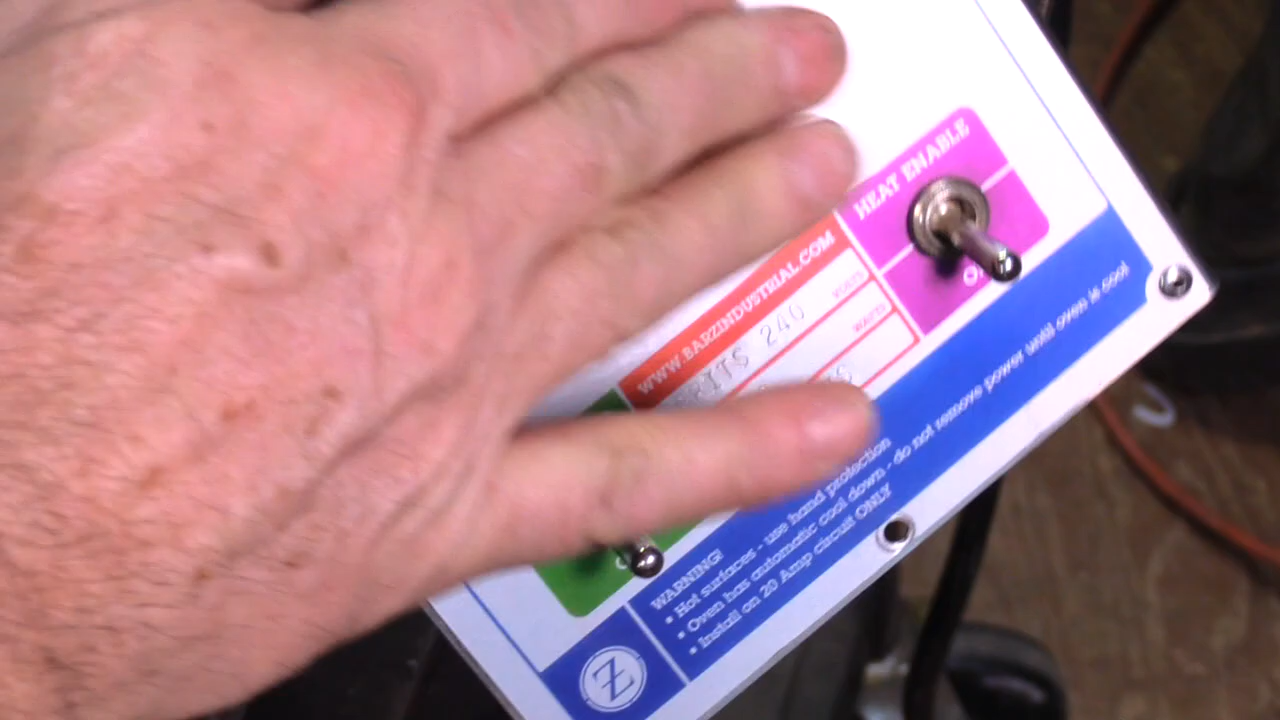 HEAT ENABLE
WWW.BARZINDUSTRIAL.COM
VOLTS
240
WATTS
WARNING!
▪ Hot surfaces - use hand protection
▪ Oven has automatic cool down - do not remove power until oven is cool
▪ Install on 20 Amp circuit ONLY
Z